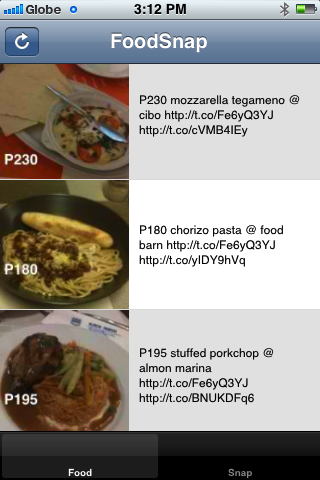 Globe 3:12 PM
FoodSnap
P230
P230 mozzarella tegameno @
cibo http://t.co/Fe6yQ3YJ
http://t.co/cVMB4IEy
P180
P180 chorizo pasta @ food
barn http://t.co/Fe6yQ3YJ
http://t.co/yIDY9hVq
P195
P195 stuffed porkchop @
almon marina
http://t.co/Fe6yQ3YJ
http://t.co/BNUKDFq6
Food Snap